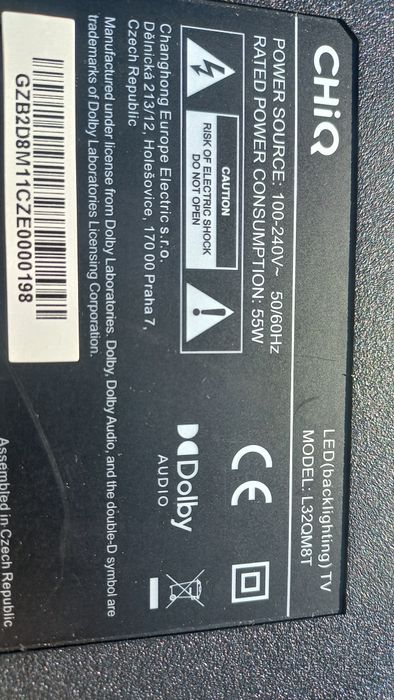 CHiQ
LED(backlighting) TV
MODEL: L32QM8T
POWER SOURCE: 100-240V~ 50/60Hz
RATED POWER CONSUMPTION: 55W
CAUTION
RISK OF ELECTRIC SHOCK
DO NOT OPEN
CE
Dolby
AUDIO
Changhong Europe Electric s.r.o.
Dělnická 213/12, Holešovice, 170 00 Praha 7,
Czech Republic
Manufactured under license from Dolby Laboratories. Dolby, Dolby Audio, and the double-D symbol are
trademarks of Dolby Laboratories Licensing Corporation.
GZB2D8M11CZE0000198
Assembled in Czech Republic